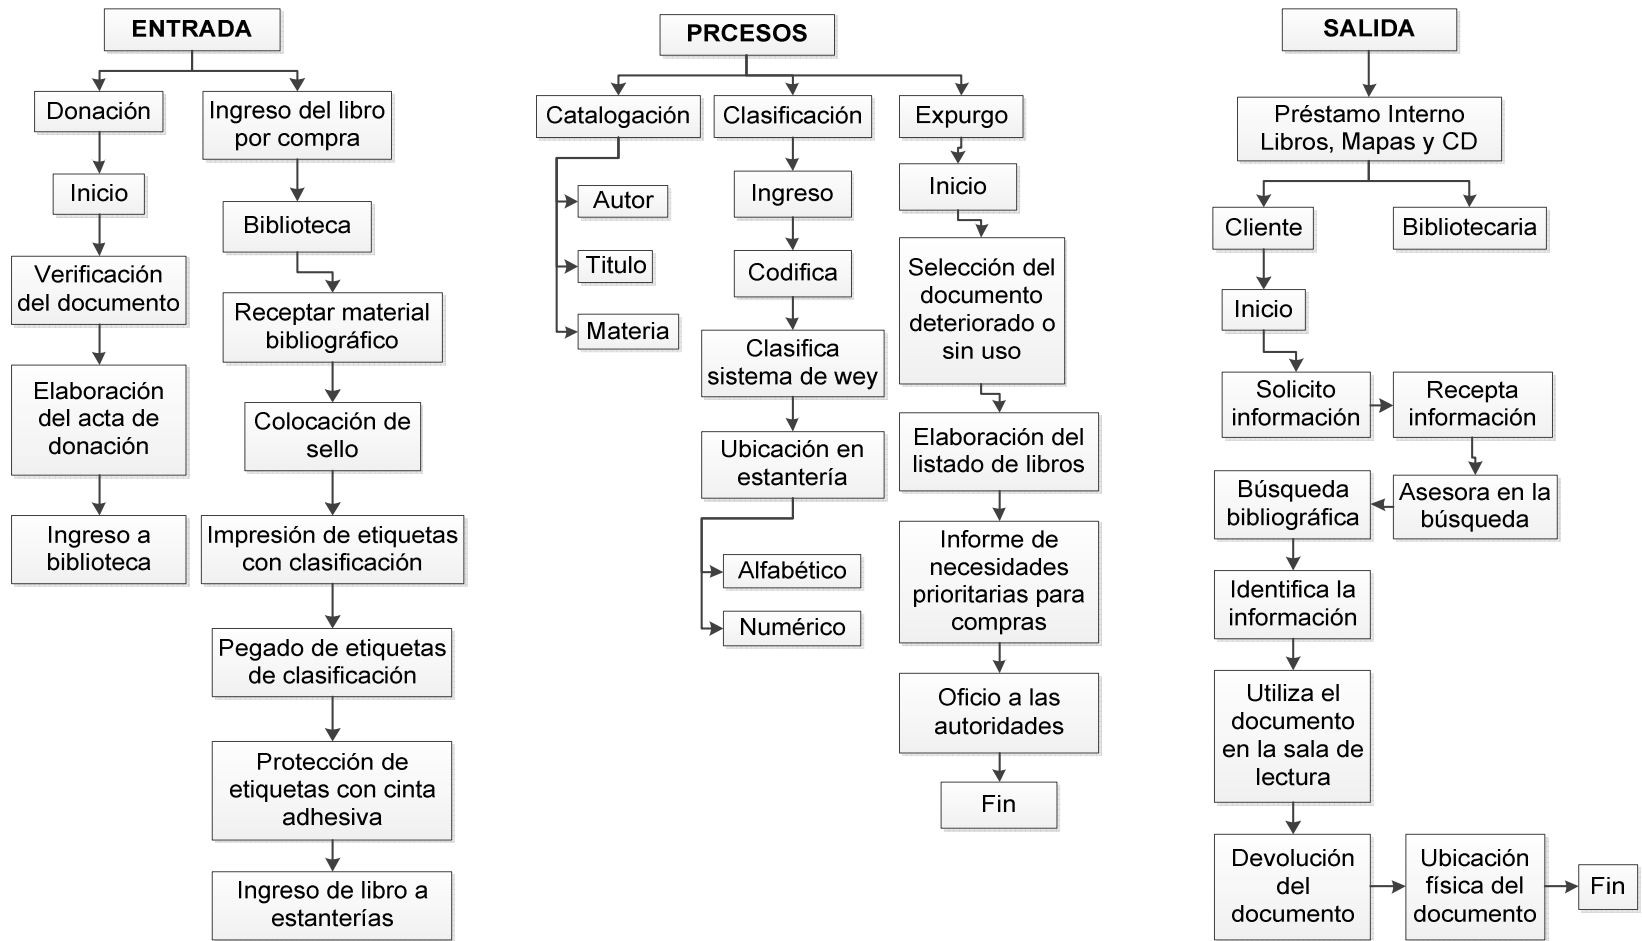 ENTRADA
Donación
Inicio
Verificación
del documento
Elaboración
del acta de
donación
Ingreso a
biblioteca
Ingreso del libro
por compra
Biblioteca
Receptar material
bibliográfico
Colocación de
sello
Impresión de etiquetas
con clasificación
Pegado de etiquetas
de clasificación
Protección de
etiquetas con cinta
adhesiva
Ingreso de libro a
estanterías
PRCESOS
Catalogación
Autor
Titulo
Materia
Clasificación
Ingreso
Codifica
Clasifica
sistema de wey
Ubicación en
estantería
Alfabético
Numérico
Expurgo
Inicio
Selección del
documento
deteriorado o
sin uso
Elaboración del
listado de libros
Informe de
necesidades
prioritarias para
compras
Oficio a las
autoridades
Fin
SALIDA
Préstamo Interno
Libros, Mapas y CD
Cliente
Bibliotecaria
Inicio
Solicito
información
Recepta
información
Asesora en la
búsqueda
Búsqueda
bibliográfica
Identifica la
información
Utiliza el
documento
en la sala de
lectura
Devolución
del
documento
Ubicación
física del
documento
Fin